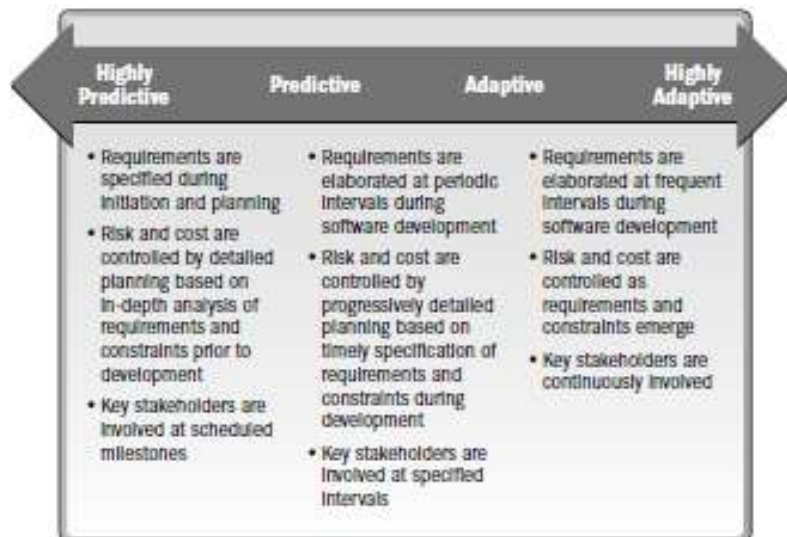 Highly
Predictive
Predictive
Adaptive
Highly
Adaptive
• Requirements are
specified during
initiation and planning
• Risk and cost are
controlled by detailed
planning based on
in-depth analysis of
requirements and
constraints prior to
development
• Key stakeholders are
involved at scheduled
milestones
• Requirements are
elaborated at periodic
intervals during
software development
• Risk and cost are
controlled by
progressively detailed
planning based on
timely specification of
requirements and
constraints during
development
• Key stakeholders are
involved at specified
intervals
• Requirements are
elaborated at frequent
intervals during
software development
• Risk and cost are
controlled as
requirements and
constraints emerge
• Key stakeholders are
continuously involved